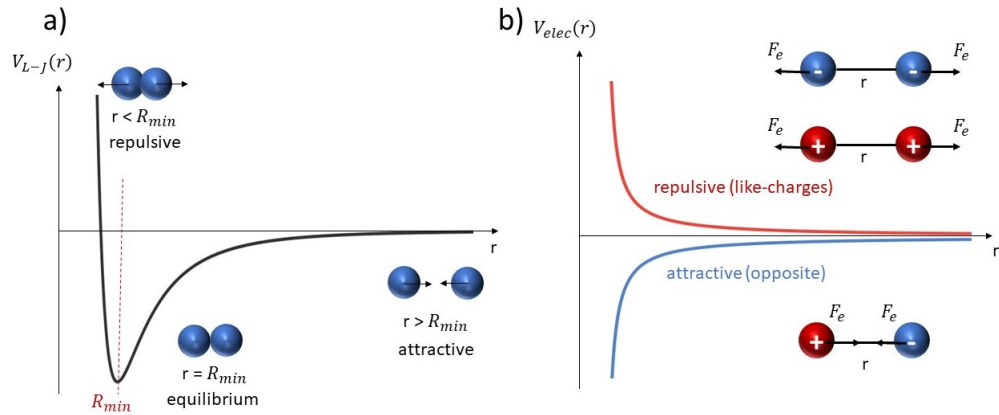 a)
V_{L-J}(r)
r < R_{min}
repulsive
r
r > R_{min}
attractive
r = R_{min}
equilibrium
R_{min}
b)
V_{elec}(r)
F_e F_e
- -
r
F_e F_e
+ +
r
repulsive (like-charges)
r
attractive (opposite)
F_e F_e
+ -
r